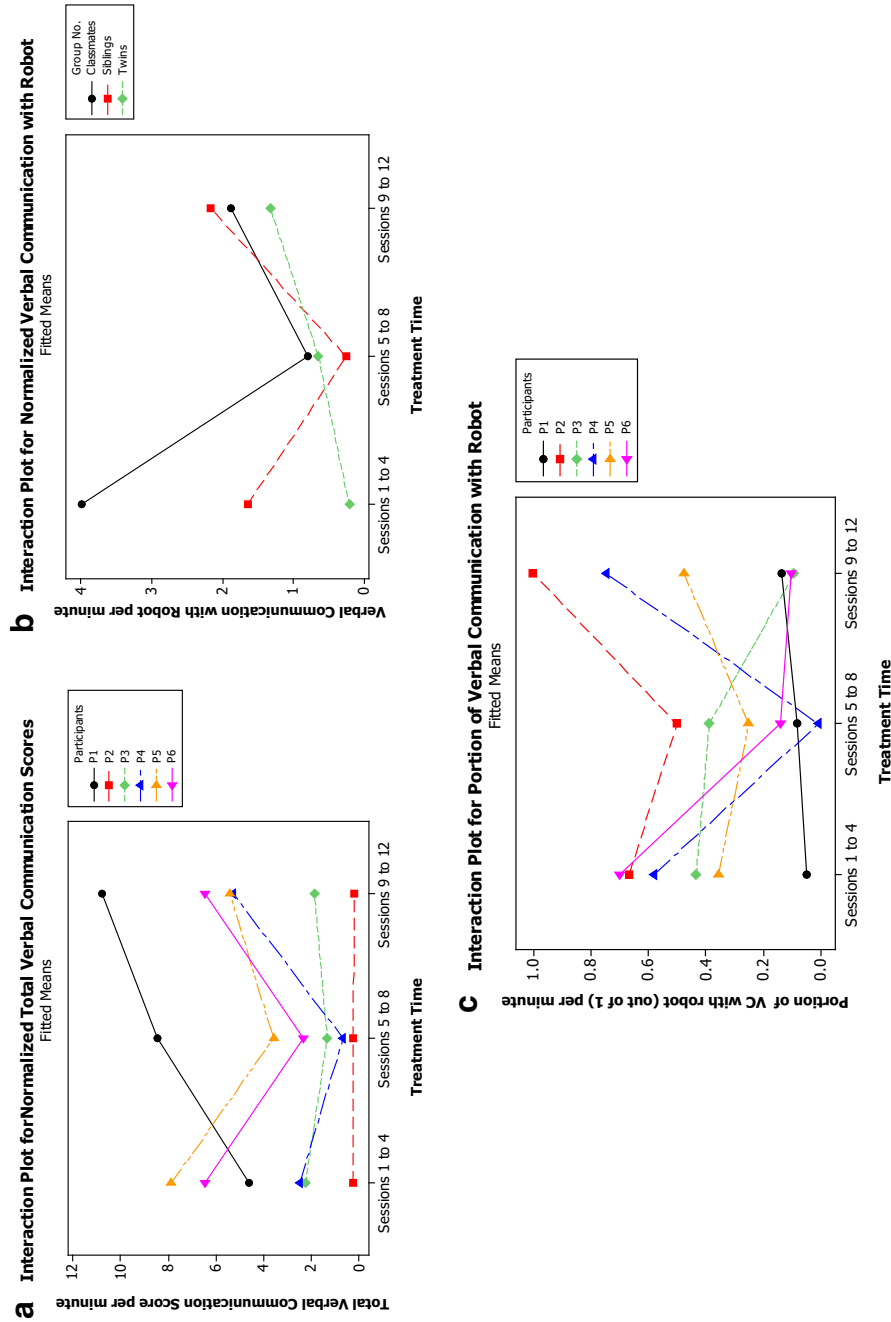 a Interaction Plot forNormalized Total Verbal Communication Scores
Fitted Means
Total Verbal Communication Score per minute
12
10
8
6
4
2
0
Sessions 1 to 4
Sessions 5 to 8
Sessions 9 to 12
Treatment Time
Participants
P1
P2
P3
P4
P5
P6
b Interaction Plot for Normalized Verbal Communication with Robot
Fitted Means
Verbal Communication with Robot per minute
4
3
2
1
0
Sessions 1 to 4
Sessions 5 to 8
Sessions 9 to 12
Treatment Time
Group No.
Classmates
Siblings
Twins
c Interaction Plot for Portion of Verbal Communication with Robot
Fitted Means
Portion of VC with robot (out of 1) per minute
1.0
0.8
0.6
0.4
0.2
0.0
Sessions 1 to 4
Sessions 5 to 8
Sessions 9 to 12
Treatment Time
Participants
P1
P2
P3
P4
P5
P6